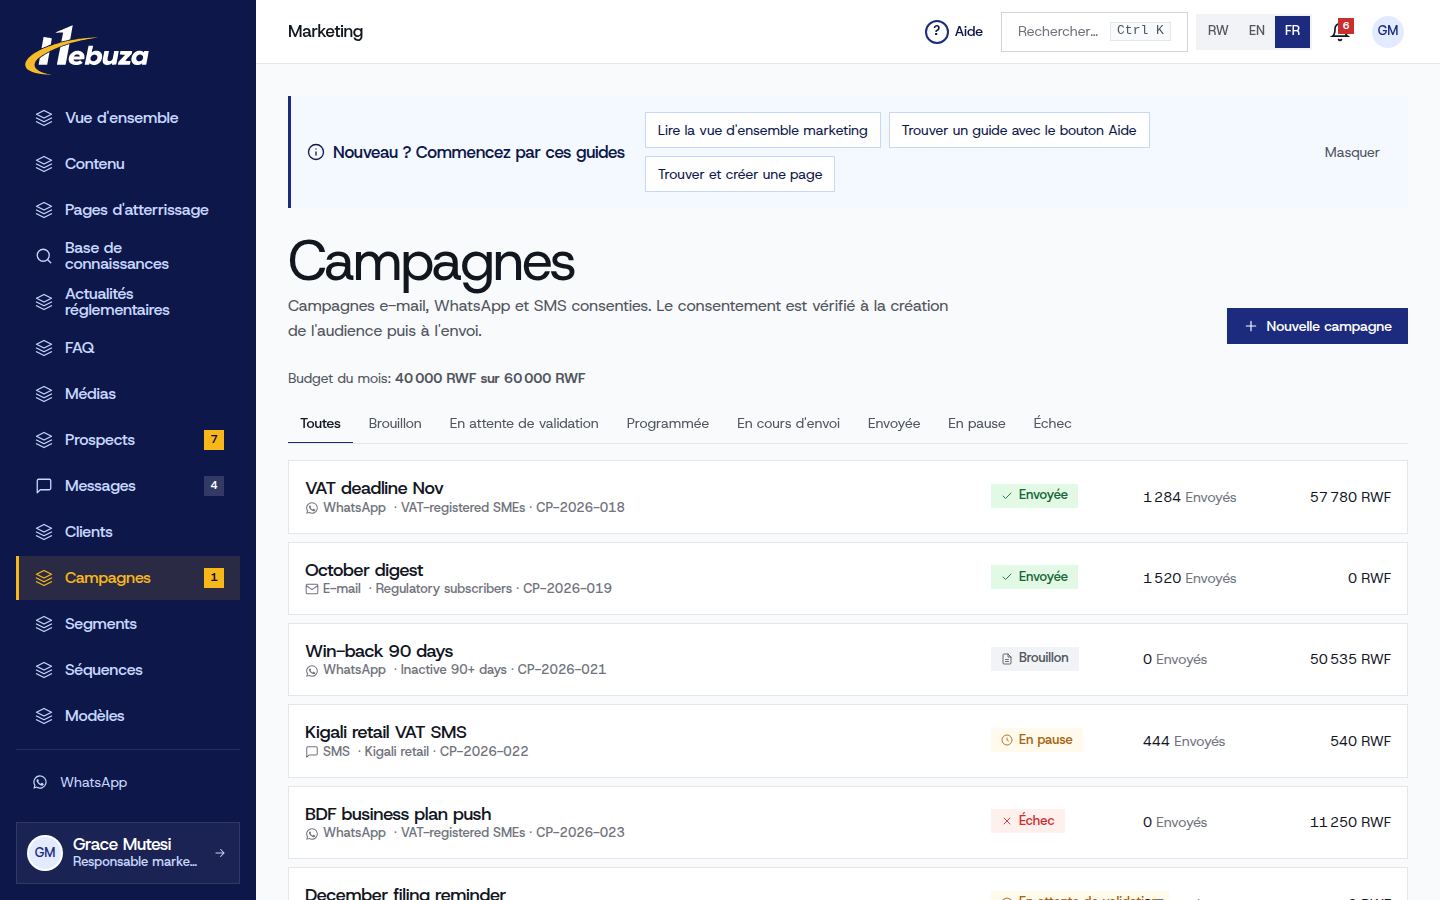 Hebuza
Marketing
? Aide
Rechercher... Ctrl K
RW EN FR
6
GM
Vue d'ensemble
Contenu
Pages d'atterrissage
Base de
connaissances
Actualités
réglementaires
FAQ
Médias
Prospects 7
Messages 4
Clients
Campagnes 1
Segments
Séquences
Modèles
WhatsApp
GM
Grace Mutesi
Responsable marke...
Nouveau ? Commencez par ces guides
Lire la vue d'ensemble marketing
Trouver un guide avec le bouton Aide
Trouver et créer une page
Masquer
Campagnes
Campagnes e-mail, WhatsApp et SMS consenties. Le consentement est vérifié à la création
de l'audience puis à l'envoi.
Nouvelle campagne
Budget du mois: 40 000 RWF sur 60 000 RWF
Toutes Brouillon En attente de validation Programmée En cours d'envoi Envoyée En pause Échec
VAT deadline Nov
WhatsApp · VAT-registered SMEs · CP-2026-018
Envoyée
1 284 Envoyés
57 780 RWF
October digest
E-mail · Regulatory subscribers · CP-2026-019
Envoyée
1 520 Envoyés
0 RWF
Win-back 90 days
WhatsApp · Inactive 90+ days · CP-2026-021
Brouillon
0 Envoyés
50 535 RWF
Kigali retail VAT SMS
SMS · Kigali retail · CP-2026-022
En pause
444 Envoyés
540 RWF
BDF business plan push
WhatsApp · VAT-registered SMEs · CP-2026-023
Échec
0 Envoyés
11 250 RWF
December filing reminder
En attente de validation